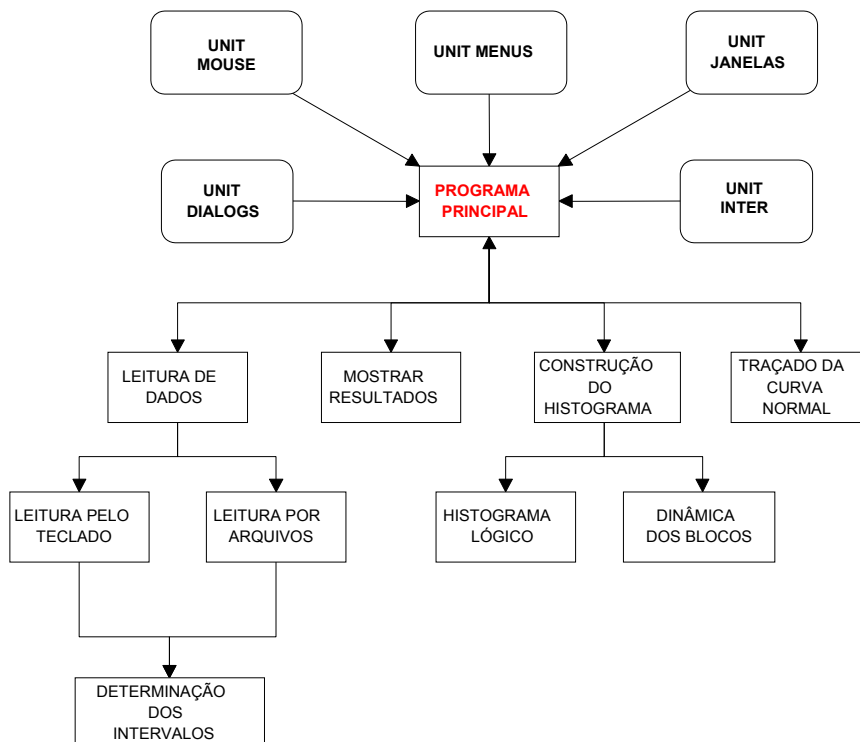 UNIT
MOUSE
UNIT MENUS
UNIT
JANELAS
UNIT
DIALOGS
PROGRAMA
PRINCIPAL
UNIT
INTER
LEITURA DE
DADOS
MOSTRAR
RESULTADOS
CONSTRUÇÃO
DO
HISTOGRAMA
TRAÇADO DA
CURVA
NORMAL
LEITURA PELO
TECLADO
LEITURA POR
ARQUIVOS
HISTOGRAMA
LÓGICO
DINÂMICA
DOS BLOCOS
DETERMINAÇÃO
DOS
INTERVALOS